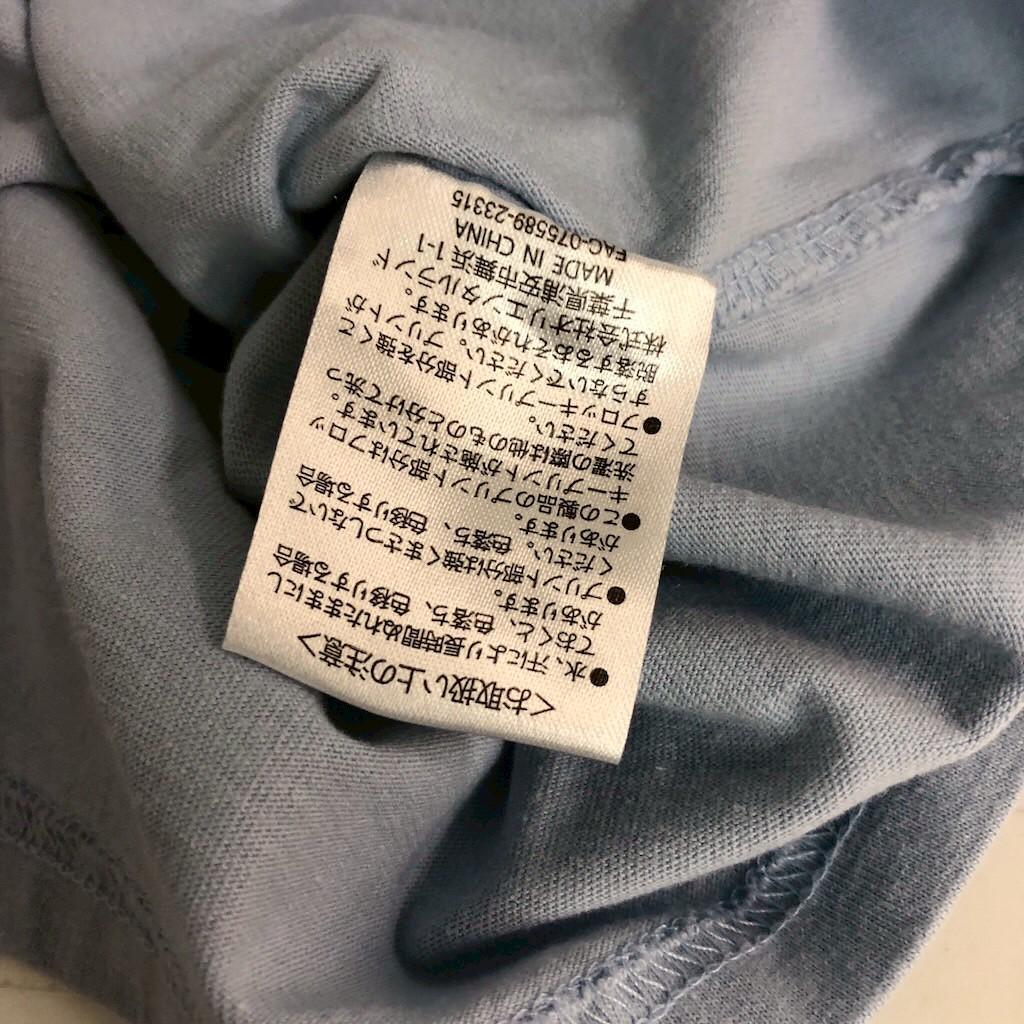 <お取扱い上の注意>
●水、汗により長時間ぬれたままにし
ておくと、色落ち、色移りする場合
があります。
●プリント部分は強くまさつしないで
ください。色落ち、色移りする場合
があります。
●この製品のプリント部分はフロッ
キープリントが施されています。
洗濯の際は他のものと分けて洗っ
てください。
●フロッキープリント部分を強くこ
すらないでください。プリントが
脱落するおそれがあります。
株式会社オリエンタルランド
千葉県浦安市舞浜1-1
MADE IN CHINA
FAC-075589-23315